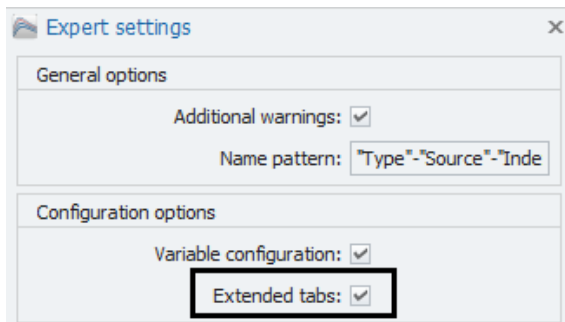 Expert settings
General options
Additional warnings:
Name pattern: "Type"-"Source"-"Inde
Configuration options
Variable configuration:
Extended tabs: